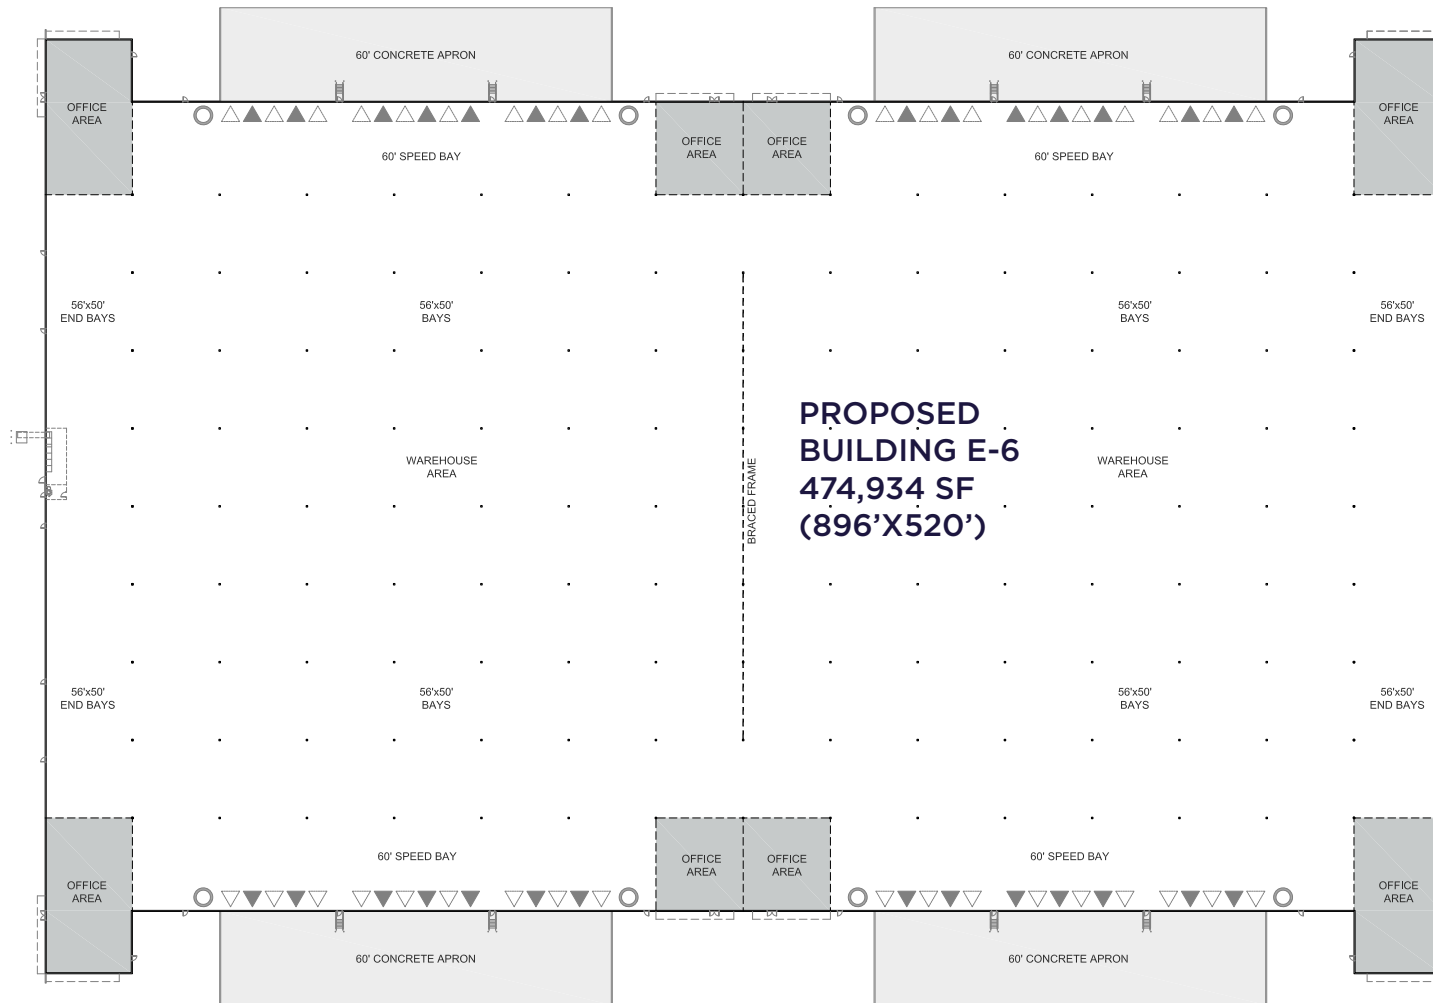 60' CONCRETE APRON
60' CONCRETE APRON
OFFICE
AREA
OFFICE
AREA
OFFICE
AREA
OFFICE
AREA
60' SPEED BAY
60' SPEED BAY
56'x50'
END BAYS
56'x50'
BAYS
56'x50'
BAYS
56'x50'
END BAYS
WAREHOUSE
AREA
BRACED FRAME
PROPOSED
BUILDING E-6
474,934 SF
(896’X520’)
WAREHOUSE
AREA
56'x50'
END BAYS
56'x50'
BAYS
56'x50'
BAYS
56'x50'
END BAYS
60' SPEED BAY
60' SPEED BAY
OFFICE
AREA
OFFICE
AREA
OFFICE
AREA
OFFICE
AREA
60' CONCRETE APRON
60' CONCRETE APRON